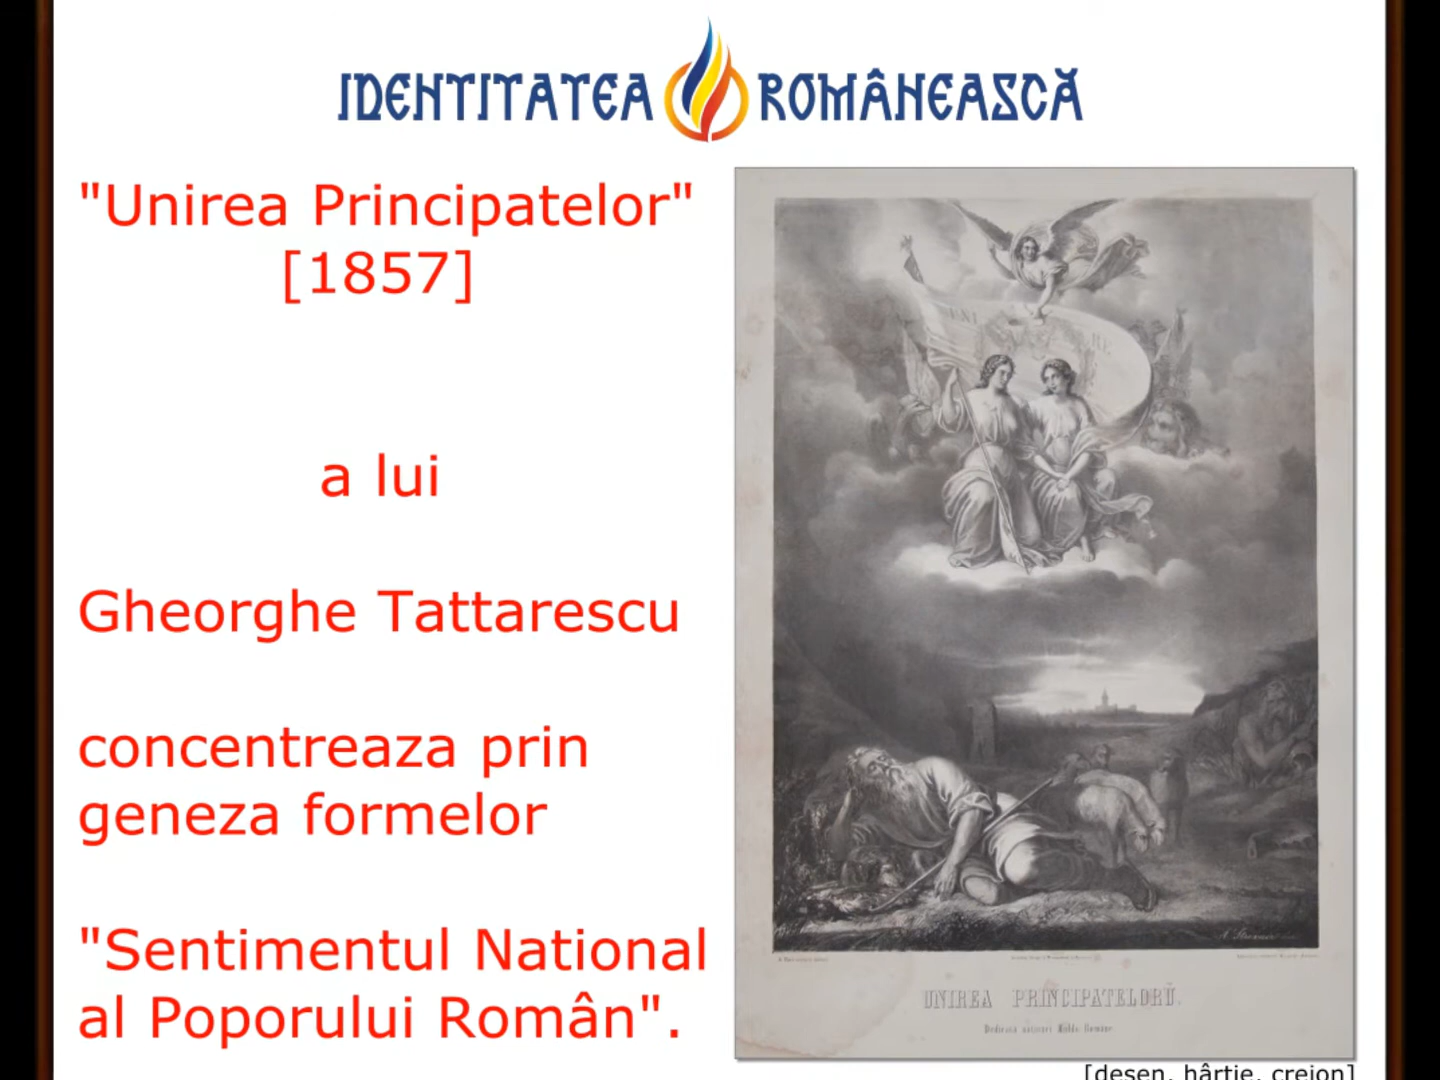 IDENTITATEA ROMÂNEASCĂ
"Unirea Principatelor"
[1857]
a lui
Gheorghe Tattarescu
concentreaza prin
geneza formelor
"Sentimentul National
al Poporului Român".
UNIREA PRINCIPATELORŬ.
[desen, hârtie, creion]